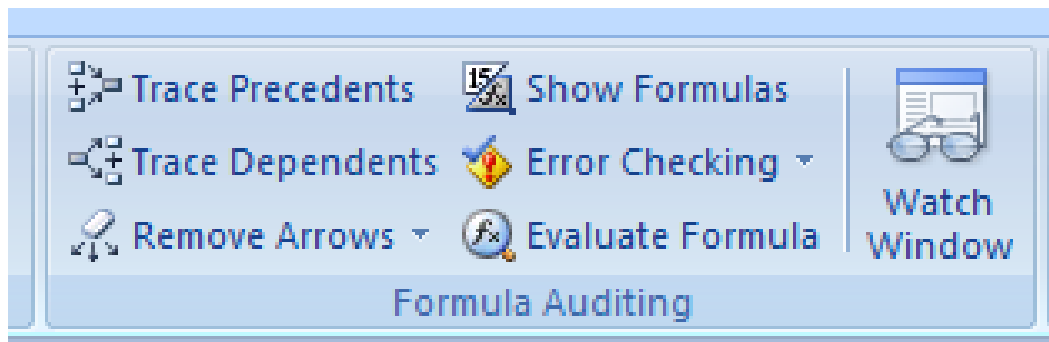 Trace Precedents
Trace Dependents
Remove Arrows
Show Formulas
Error Checking
Evaluate Formula
Watch
Window
Formula Auditing